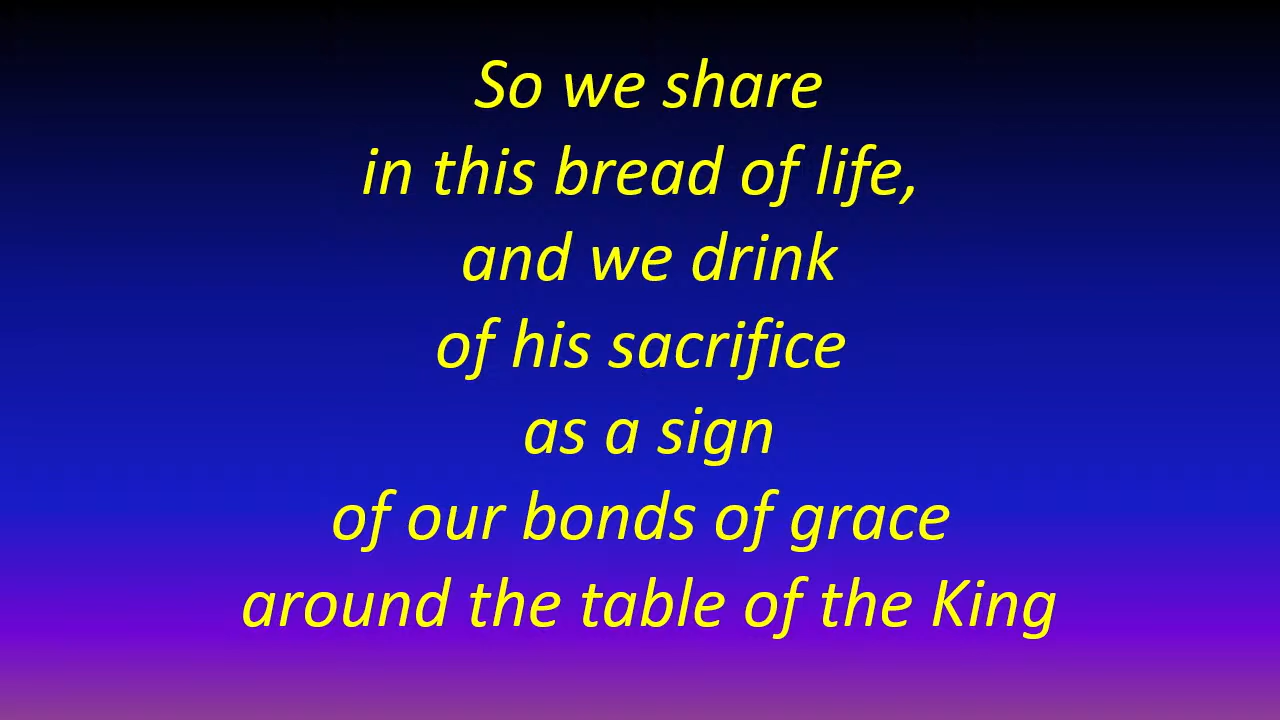 So we share
in this bread of life,
and we drink
of his sacrifice
as a sign
of our bonds of grace
around the table of the King